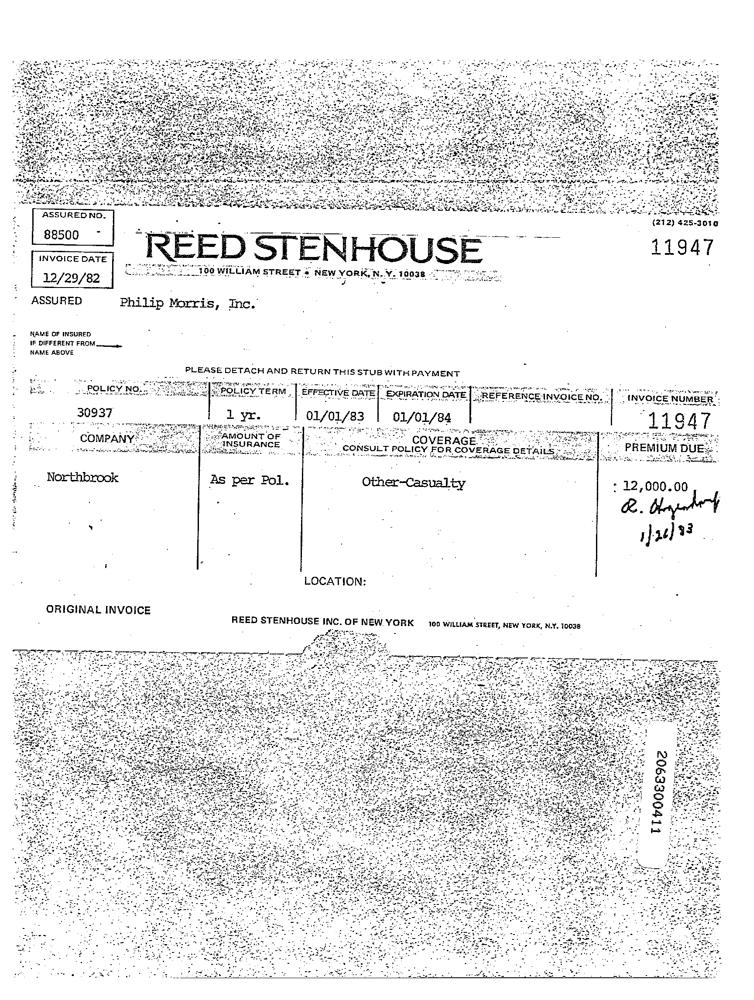 ASSURED NO.
88500 -
(212) 425-3010
REED STENHOUSE
11947
INVOICE DATE
12/29/82
100 WILLIAM STREET • NEW YORK, N. Y. 10038
ASSURED Philip Morris, Inc.
NAME OF INSURED
IF DIFFERENT FROM
NAME ABOVE
PLEASE DETACH AND RETURN THIS STUB WITH PAYMENT
POLICY NO. POLICY TERM EFFECTIVE DATE EXPIRATION DATE REFERENCE INVOICE NO. INVOICE NUMBER
30937 1 yr. 01/01/83 01/01/84 11947
COMPANY AMOUNT OF INSURANCE COVERAGE PREMIUM DUE
CONSULT POLICY FOR COVERAGE DETAILS
Northbrook As per Pol. Other-Casualty 12,000.00
R.
1/26/83
LOCATION:
ORIGINAL INVOICE
REED STENHOUSE INC. OF NEW YORK 100 WILLIAM STREET, NEW YORK, N.Y. 10038
2063300411